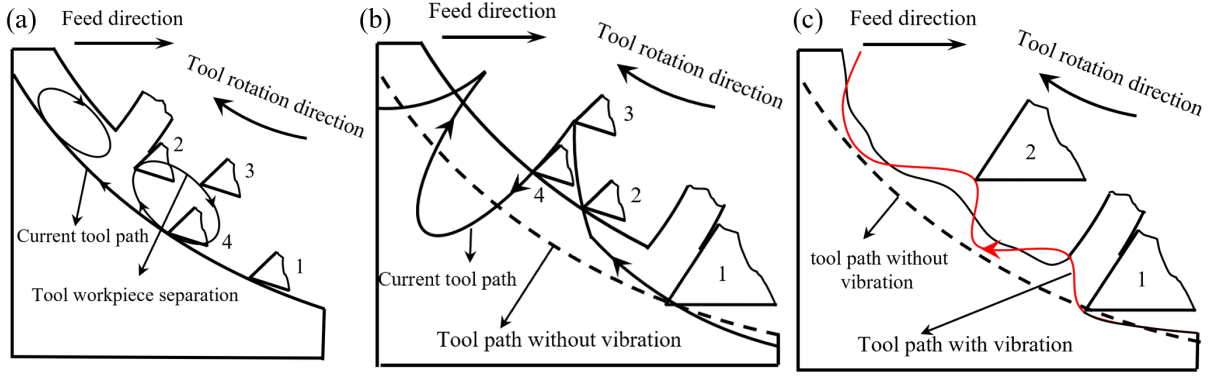 (a)
Feed direction
Tool rotation direction
2
3
4
1
Current tool path
Tool workpiece separation
(b)
Feed direction
Tool rotation direction
3
4
2
1
Current tool path
Tool path without vibration
(c)
Feed direction
Tool rotation direction
2
1
tool path without
vibration
Tool path with vibration